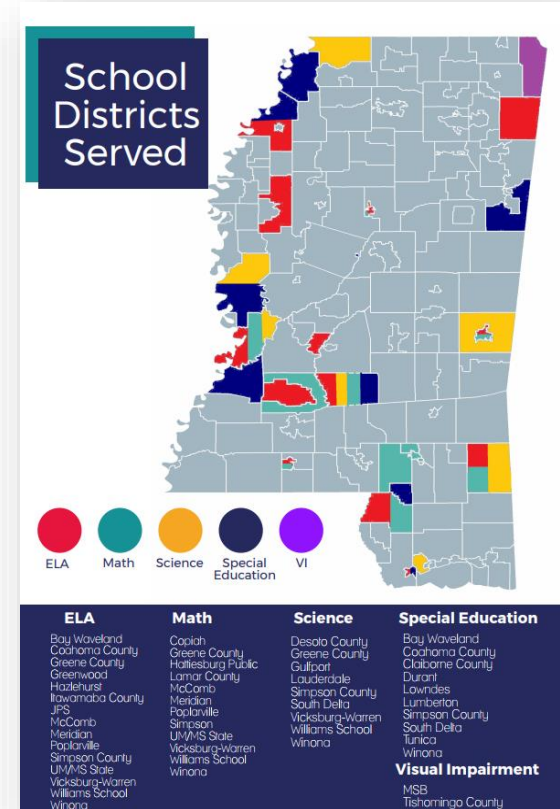 School
Districts
Served
ELA
Math
Science
Special
Education
VI
ELA
Bay Waveland
Coahoma County
Greene County
Greenwood
Hazlehurst
Itawamaba County
JPS
McComb
Meridian
Poplarville
Simpson County
UM/MS State
Vicksburg-Warren
Williams School
Winona
Math
Copiah
Greene County
Hattiesburg Public
Lamar County
McComb
Meridian
Poplarville
Simpson
UM/MS State
Vicksburg-Warren
Williams School
Winona
Science
Desoto County
Greene County
Gulfport
Lauderdale
Simpson County
South Delta
Vicksburg-Warren
Williams School
Winona
Special Education
Bay Waveland
Coahoma County
Claiborne County
Durant
Lowndes
Lumberton
Simpson County
South Delta
Tunica
Winona
Visual Impairment
MSB
Tishomingo County